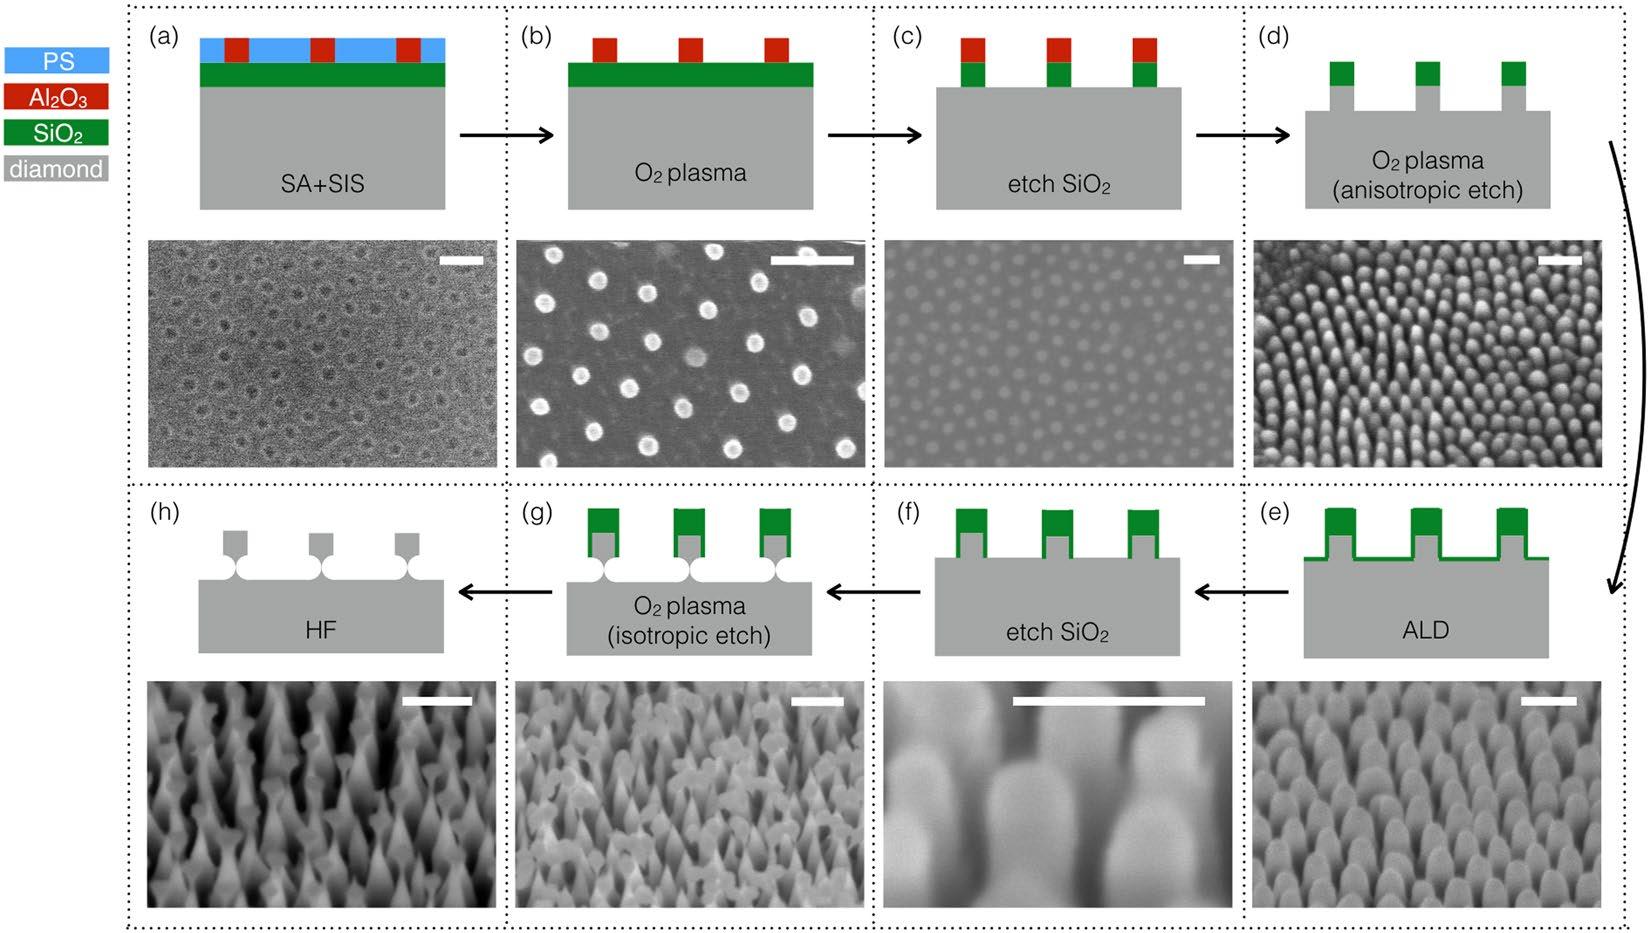 PS
Al₂O₃
SiO₂
diamond
(a)
SA+SIS
(b)
O₂ plasma
(c)
etch SiO₂
(d)
O₂ plasma
(anisotropic etch)
(h)
HF
(g)
O₂ plasma
(isotropic etch)
(f)
etch SiO₂
(e)
ALD